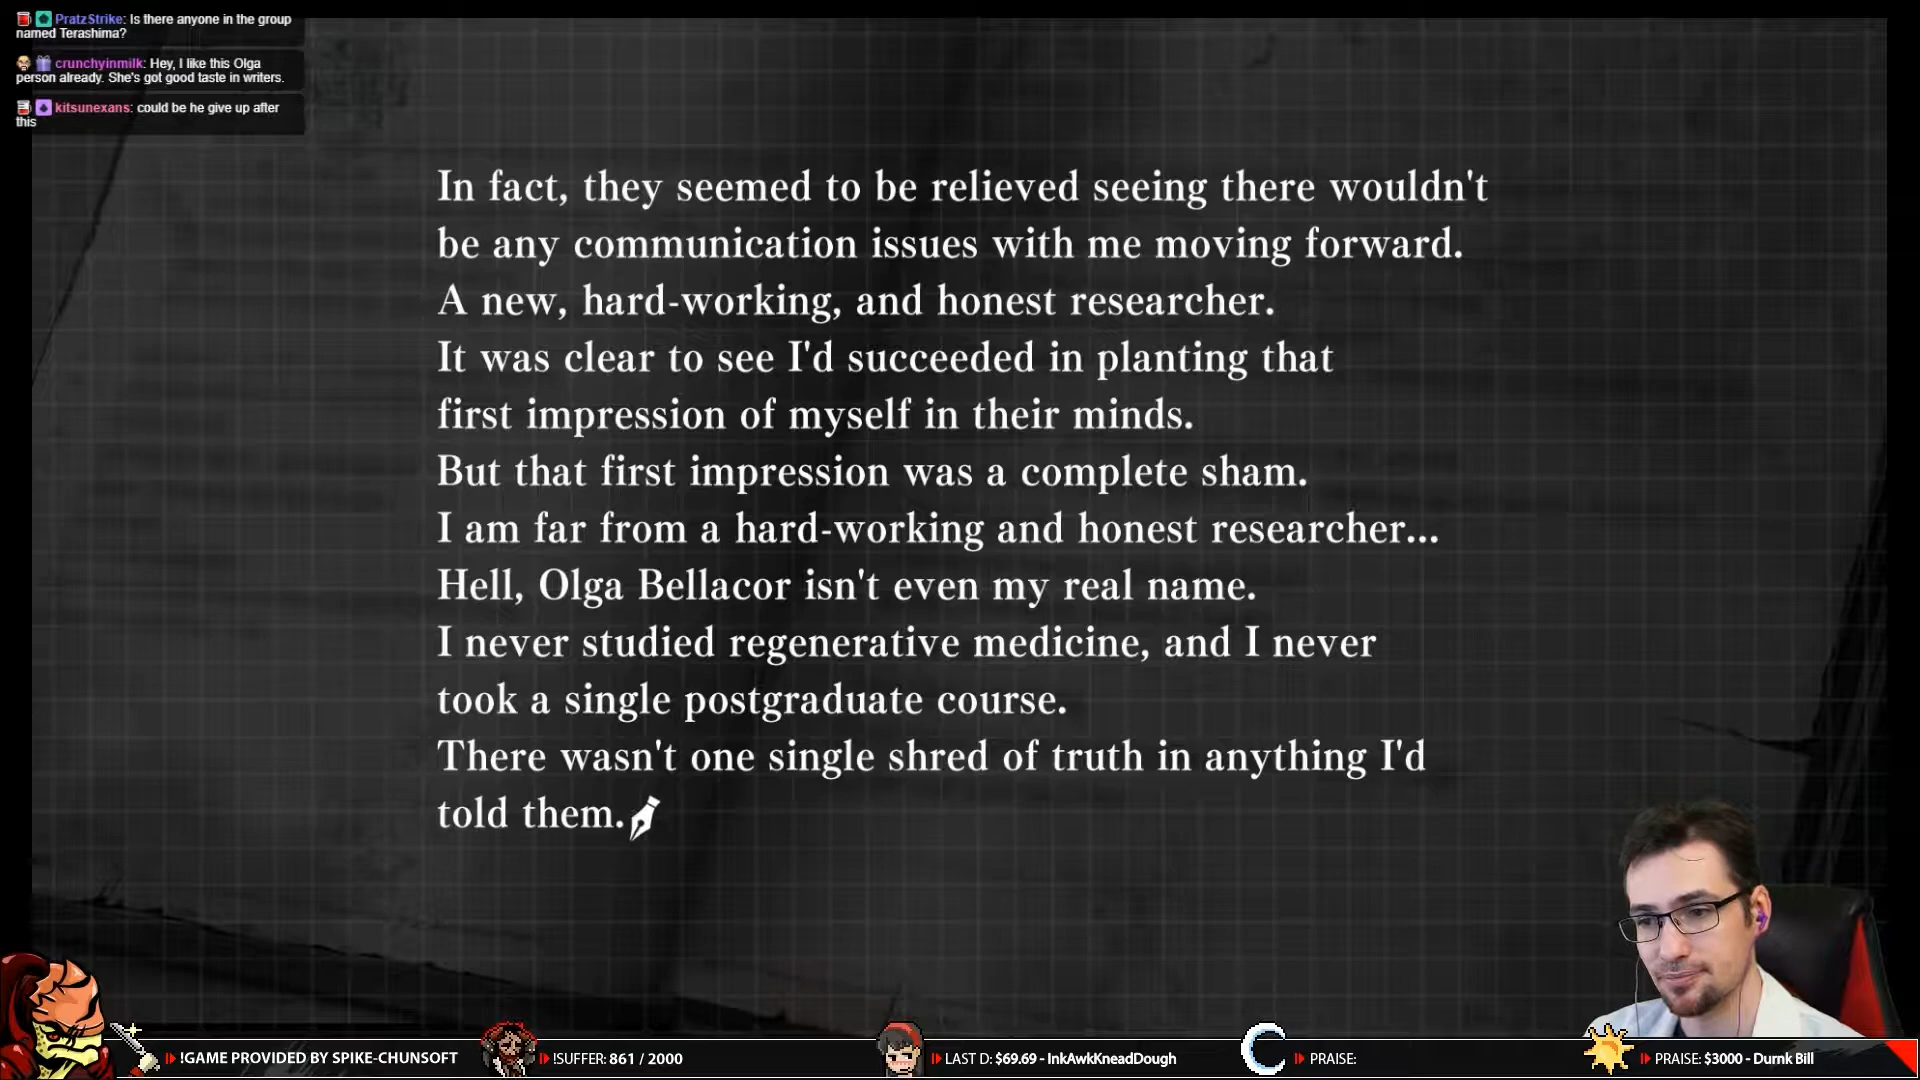 PratzStrike: Is there anyone in the group
named Terashima?
crunchyinmilk: Hey, I like this Olga
person already. She's got good taste in writers.
kitsunexans: could be he give up after
this
In fact, they seemed to be relieved seeing there wouldn't
be any communication issues with me moving forward.
A new, hard-working, and honest researcher.
It was clear to see I'd succeeded in planting that
first impression of myself in their minds.
But that first impression was a complete sham.
I am far from a hard-working and honest researcher...
Hell, Olga Bellacor isn't even my real name.
I never studied regenerative medicine, and I never
took a single postgraduate course.
There wasn't one single shred of truth in anything I'd
told them.
!GAME PROVIDED BY SPIKE-CHUNSOFT
!SUFFER: 861 / 2000
LAST D: $69.69 - InkAwkKneadDough
PRAISE:
PRAISE: $3000 - Durnk Bill